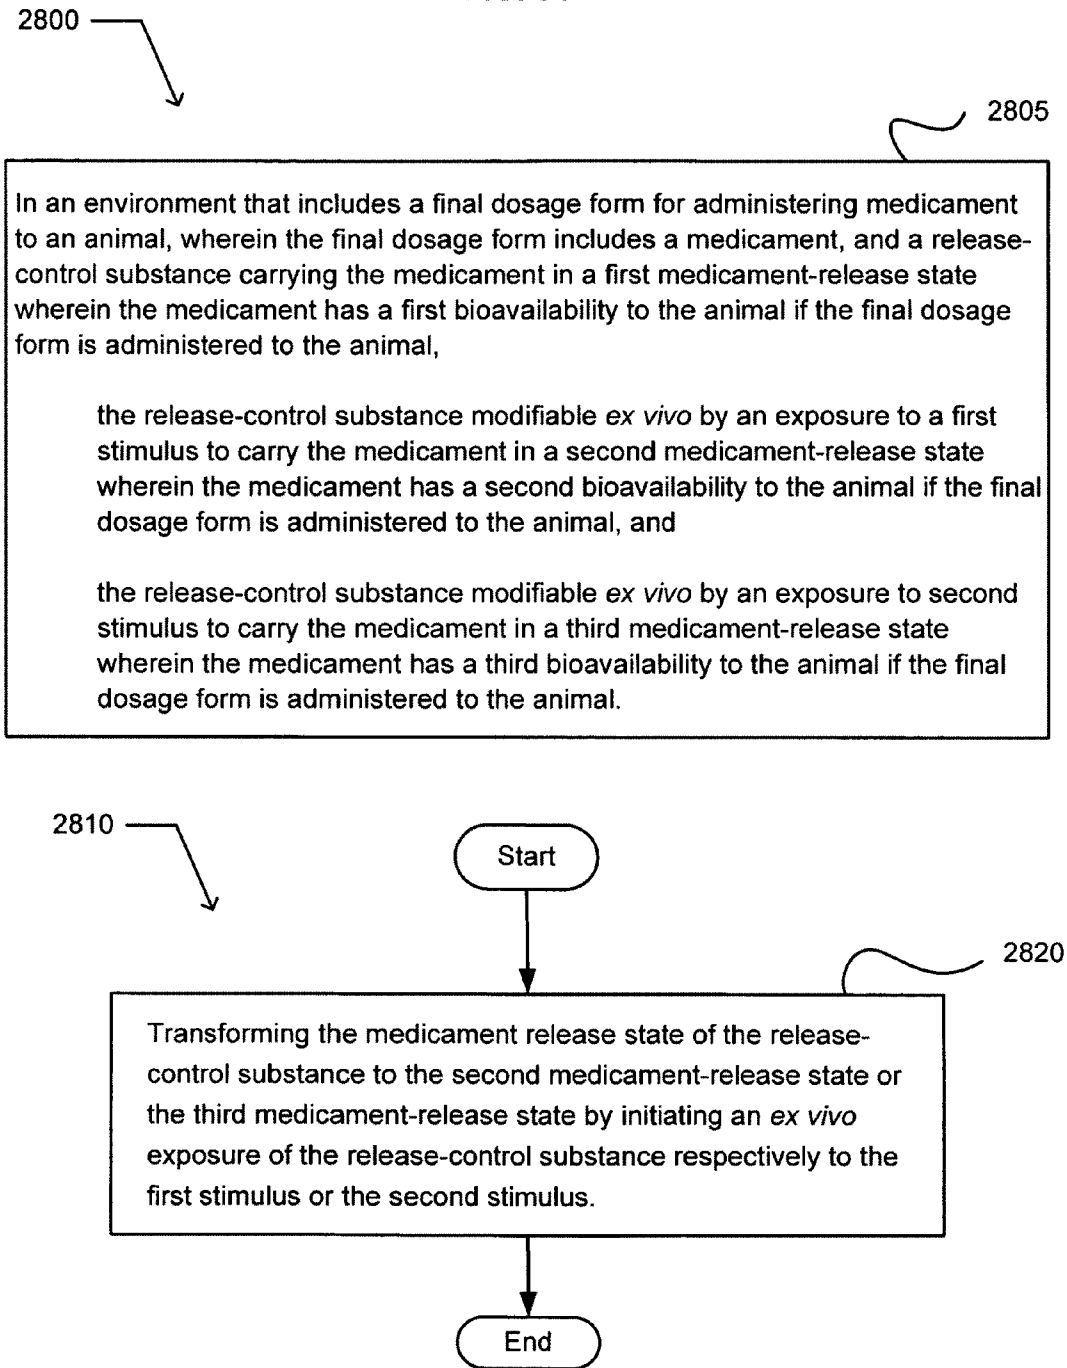 2800
2805
In an environment that includes a final dosage form for administering medicament
to an animal, wherein the final dosage form includes a medicament, and a release-
control substance carrying the medicament in a first medicament-release state
wherein the medicament has a first bioavailability to the animal if the final dosage
form is administered to the animal,
the release-control substance modifiable ex vivo by an exposure to a first
stimulus to carry the medicament in a second medicament-release state
wherein the medicament has a second bioavailability to the animal if the final
dosage form is administered to the animal, and
the release-control substance modifiable ex vivo by an exposure to second
stimulus to carry the medicament in a third medicament-release state
wherein the medicament has a third bioavailability to the animal if the final
dosage form is administered to the animal.
2810
Start
2820
Transforming the medicament release state of the release-
control substance to the second medicament-release state or
the third medicament-release state by initiating an ex vivo
exposure of the release-control substance respectively to the
first stimulus or the second stimulus.
End